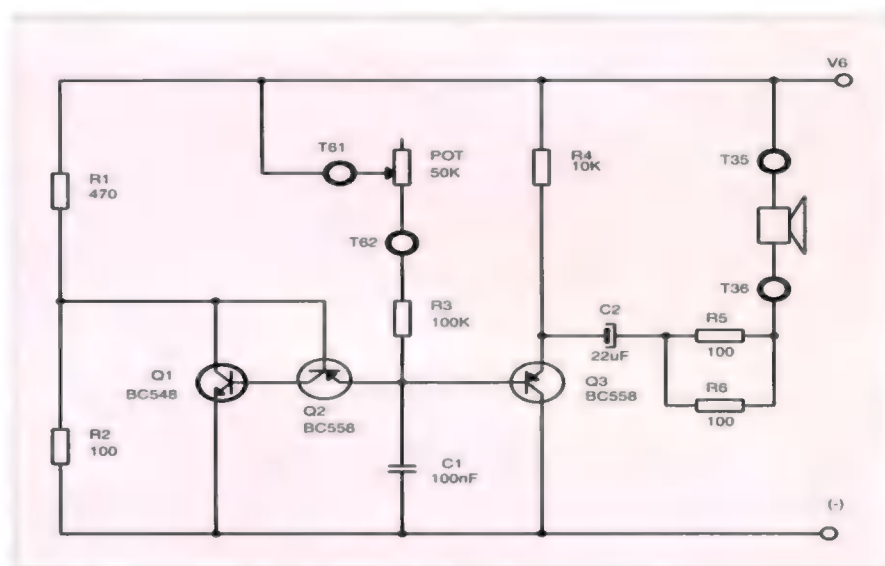 V6
T61
POT
50K
R4
10K
T35
R1
470
T62
T36
R3
100K
C2
22uF
R5
100
Q1
BC548
Q2
BC558
Q3
BC558
R6
100
R2
100
C1
100nF
(-)